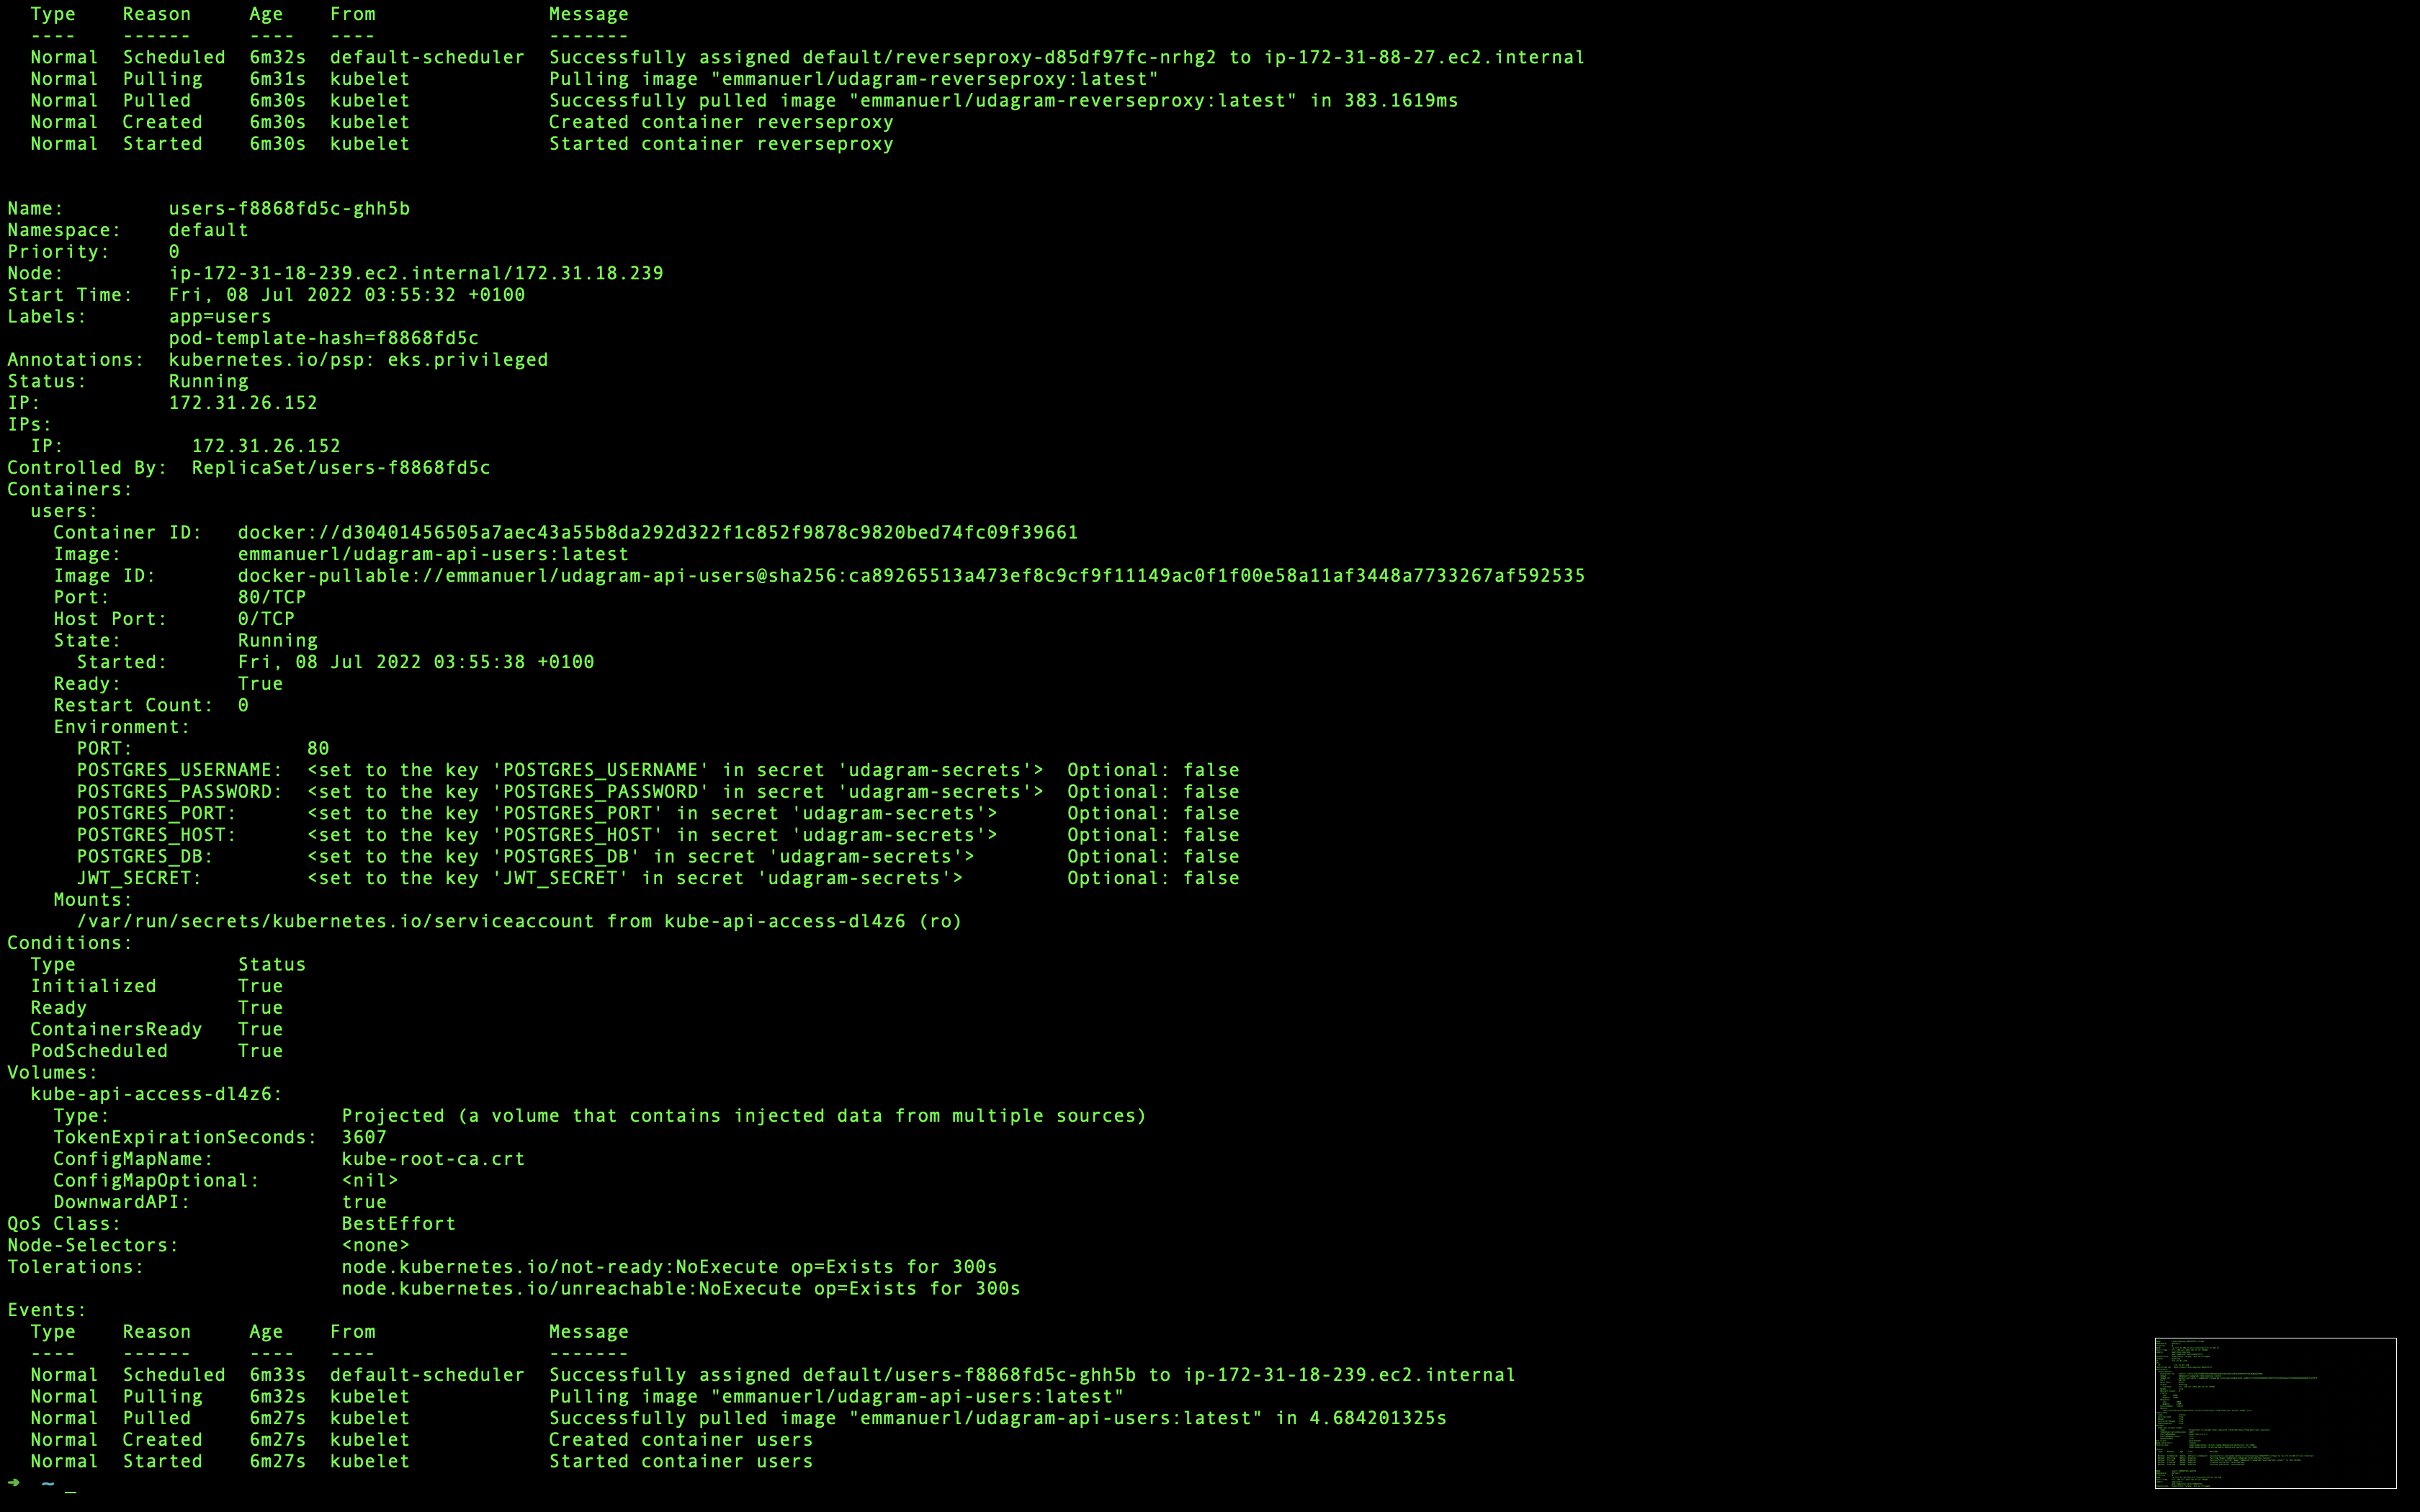 Type    Reason     Age   From               Message
  ----    ------     ----  ----               -------
  Normal  Scheduled  6m32s  default-scheduler  Successfully assigned default/reverseproxy-d85df97fc-nrhg2 to ip-172-31-88-27.ec2.internal
  Normal  Pulling    6m31s  kubelet            Pulling image "emmanuerl/udagram-reverseproxy:latest"
  Normal  Pulled     6m30s  kubelet            Successfully pulled image "emmanuerl/udagram-reverseproxy:latest" in 383.1619ms
  Normal  Created    6m30s  kubelet            Created container reverseproxy
  Normal  Started    6m30s  kubelet            Started container reverseproxy
Name:         users-f8868fd5c-ghh5b
Namespace:    default
Priority:     0
Node:         ip-172-31-18-239.ec2.internal/172.31.18.239
Start Time:   Fri, 08 Jul 2022 03:55:32 +0100
Labels:       app=users
              pod-template-hash=f8868fd5c
Annotations:  kubernetes.io/psp: eks.privileged
Status:       Running
IP:           172.31.26.152
IPs:
  IP:           172.31.26.152
Controlled By:  ReplicaSet/users-f8868fd5c
Containers:
  users:
    Container ID:   docker://d30401456505a7aec43a55b8da292d322f1c852f9878c9820bed74fc09f39661
    Image:          emmanuerl/udagram-api-users:latest
    Image ID:       docker-pullable://emmanuerl/udagram-api-users@sha256:ca89265513a473ef8c9cf9f11149ac0f1f00e58a11af3448a7733267af592535
    Port:           80/TCP
    Host Port:      0/TCP
    State:          Running
      Started:      Fri, 08 Jul 2022 03:55:38 +0100
    Ready:          True
    Restart Count:  0
    Environment:
      PORT:               80
      POSTGRES_USERNAME:  <set to the key 'POSTGRES_USERNAME' in secret 'udagram-secrets'>  Optional: false
      POSTGRES_PASSWORD:  <set to the key 'POSTGRES_PASSWORD' in secret 'udagram-secrets'>  Optional: false
      POSTGRES_PORT:      <set to the key 'POSTGRES_PORT' in secret 'udagram-secrets'>      Optional: false
      POSTGRES_HOST:      <set to the key 'POSTGRES_HOST' in secret 'udagram-secrets'>      Optional: false
      POSTGRES_DB:        <set to the key 'POSTGRES_DB' in secret 'udagram-secrets'>        Optional: false
      JWT_SECRET:         <set to the key 'JWT_SECRET' in secret 'udagram-secrets'>         Optional: false
    Mounts:
      /var/run/secrets/kubernetes.io/serviceaccount from kube-api-access-dl4z6 (ro)
Conditions:
  Type              Status
  Initialized       True
  Ready             True
  ContainersReady   True
  PodScheduled      True
Volumes:
  kube-api-access-dl4z6:
    Type:                    Projected (a volume that contains injected data from multiple sources)
    TokenExpirationSeconds:  3607
    ConfigMapName:           kube-root-ca.crt
    ConfigMapOptional:       <nil>
    DownwardAPI:             true
QoS Class:                   BestEffort
Node-Selectors:              <none>
Tolerations:                 node.kubernetes.io/not-ready:NoExecute op=Exists for 300s
                             node.kubernetes.io/unreachable:NoExecute op=Exists for 300s
Events:
  Type    Reason     Age   From               Message
  ----    ------     ----  ----               -------
  Normal  Scheduled  6m33s  default-scheduler  Successfully assigned default/users-f8868fd5c-ghh5b to ip-172-31-18-239.ec2.internal
  Normal  Pulling    6m32s  kubelet            Pulling image "emmanuerl/udagram-api-users:latest"
  Normal  Pulled     6m27s  kubelet            Successfully pulled image "emmanuerl/udagram-api-users:latest" in 4.684201325s
  Normal  Created    6m27s  kubelet            Created container users
  Normal  Started    6m27s  kubelet            Started container users
➜  ~ _